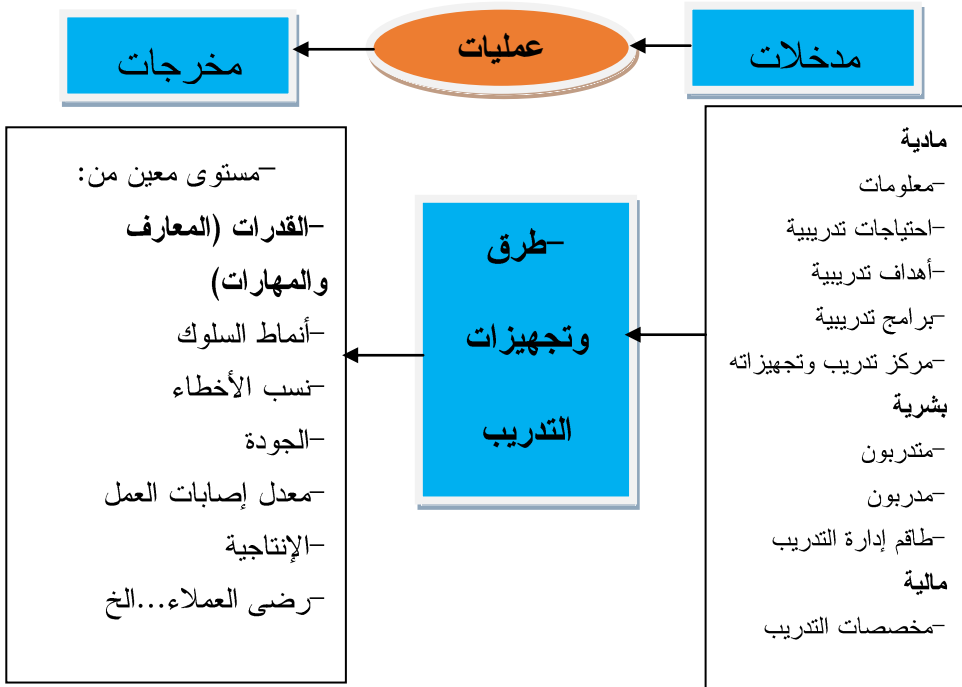 مدخلات
عمليات
مخرجات
مادية
-معلومات
-احتياجات تدريبية
-أهداف تدريبية
-برامج تدريبية
-مركز تدريب وتجهيزاته
بشرية
-متدربون
-مدربون
-طاقم إدارة التدريب
مالية
-مخصصات التدريب
-طرق
وتجهيزات
التدريب
-مستوى معين من:
-القدرات (المعارف
والمهارات)
-أنماط السلوك
-نسب الأخطاء
-الجودة
-معدل إصابات العمل
-الإنتاجية
-رضى العملاء...الخ